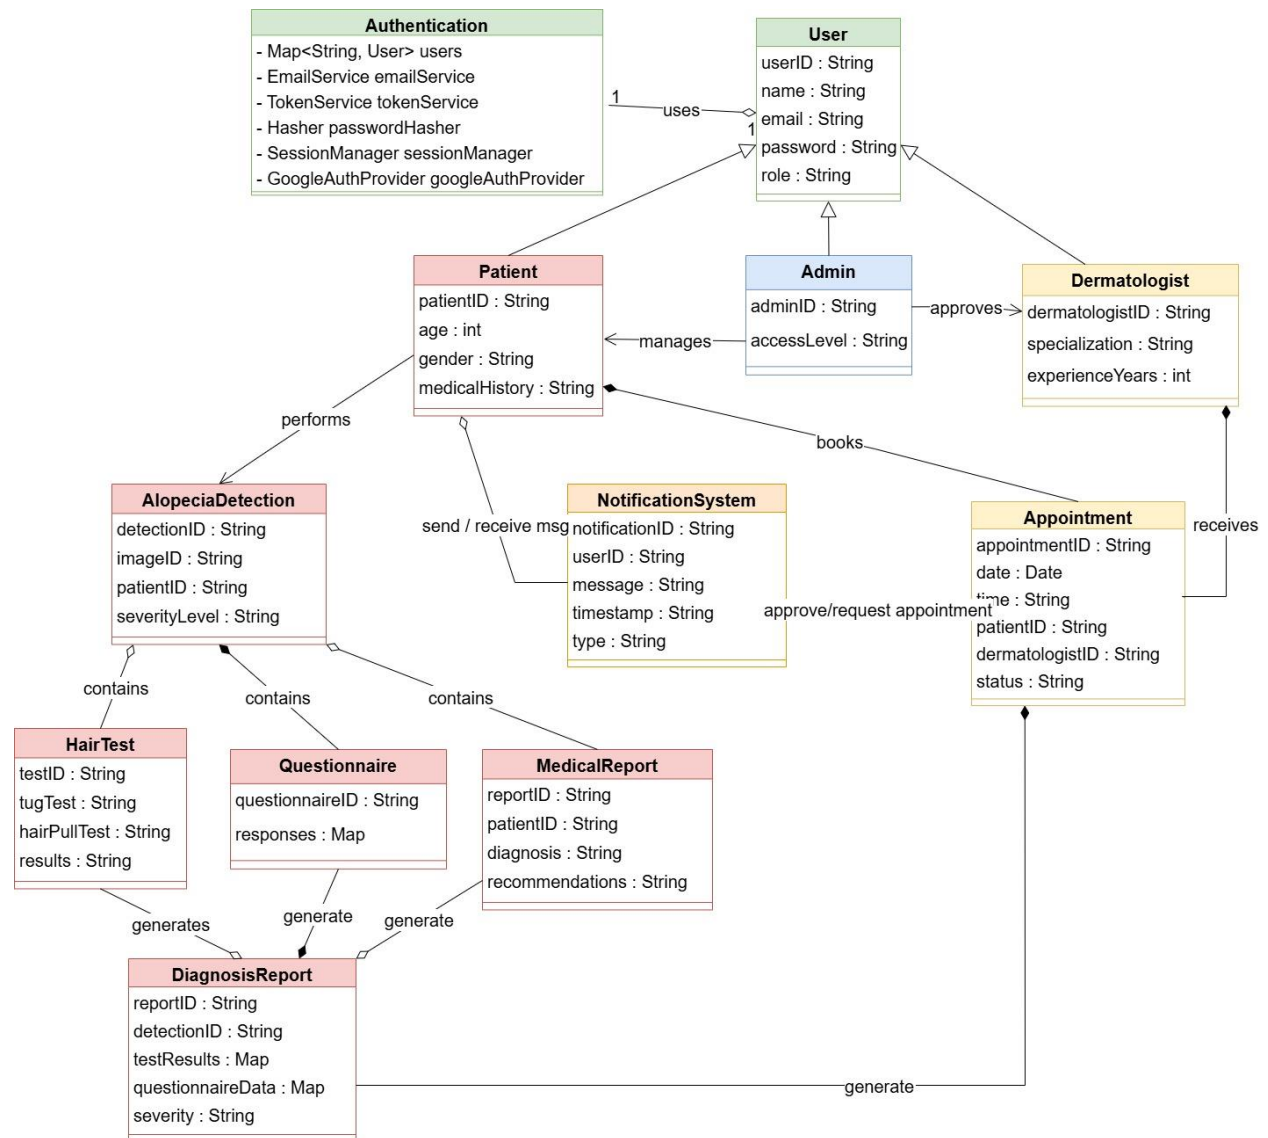 Authentication
- Map<String, User> users
- EmailService emailService
- TokenService tokenService
- Hasher passwordHasher
- SessionManager sessionManager
- GoogleAuthProvider googleAuthProvider
1
uses
1
User
userID : String
name : String
email : String
password : String
role : String
Patient
patientID : String
age : int
gender : String
medicalHistory : String
manages
Admin
adminID : String
accessLevel : String
approves
Dermatologist
dermatologistID : String
specialization : String
experienceYears : int
performs
books
receives
send / receive msg
AlopeciaDetection
detectionID : String
imageID : String
patientID : String
severityLevel : String
NotificationSystem
notificationID : String
userID : String
message : String
timestamp : String
type : String
approve/request appointment
Appointment
appointmentID : String
date : Date
time : String
patientID : String
dermatologistID : String
status : String
contains
contains
contains
HairTest
testID : String
tugTest : String
hairPullTest : String
results : String
Questionnaire
questionnaireID : String
responses : Map
MedicalReport
reportID : String
patientID : String
diagnosis : String
recommendations : String
generates
generate
generate
DiagnosisReport
reportID : String
detectionID : String
testResults : Map
questionnaireData : Map
severity : String
generate